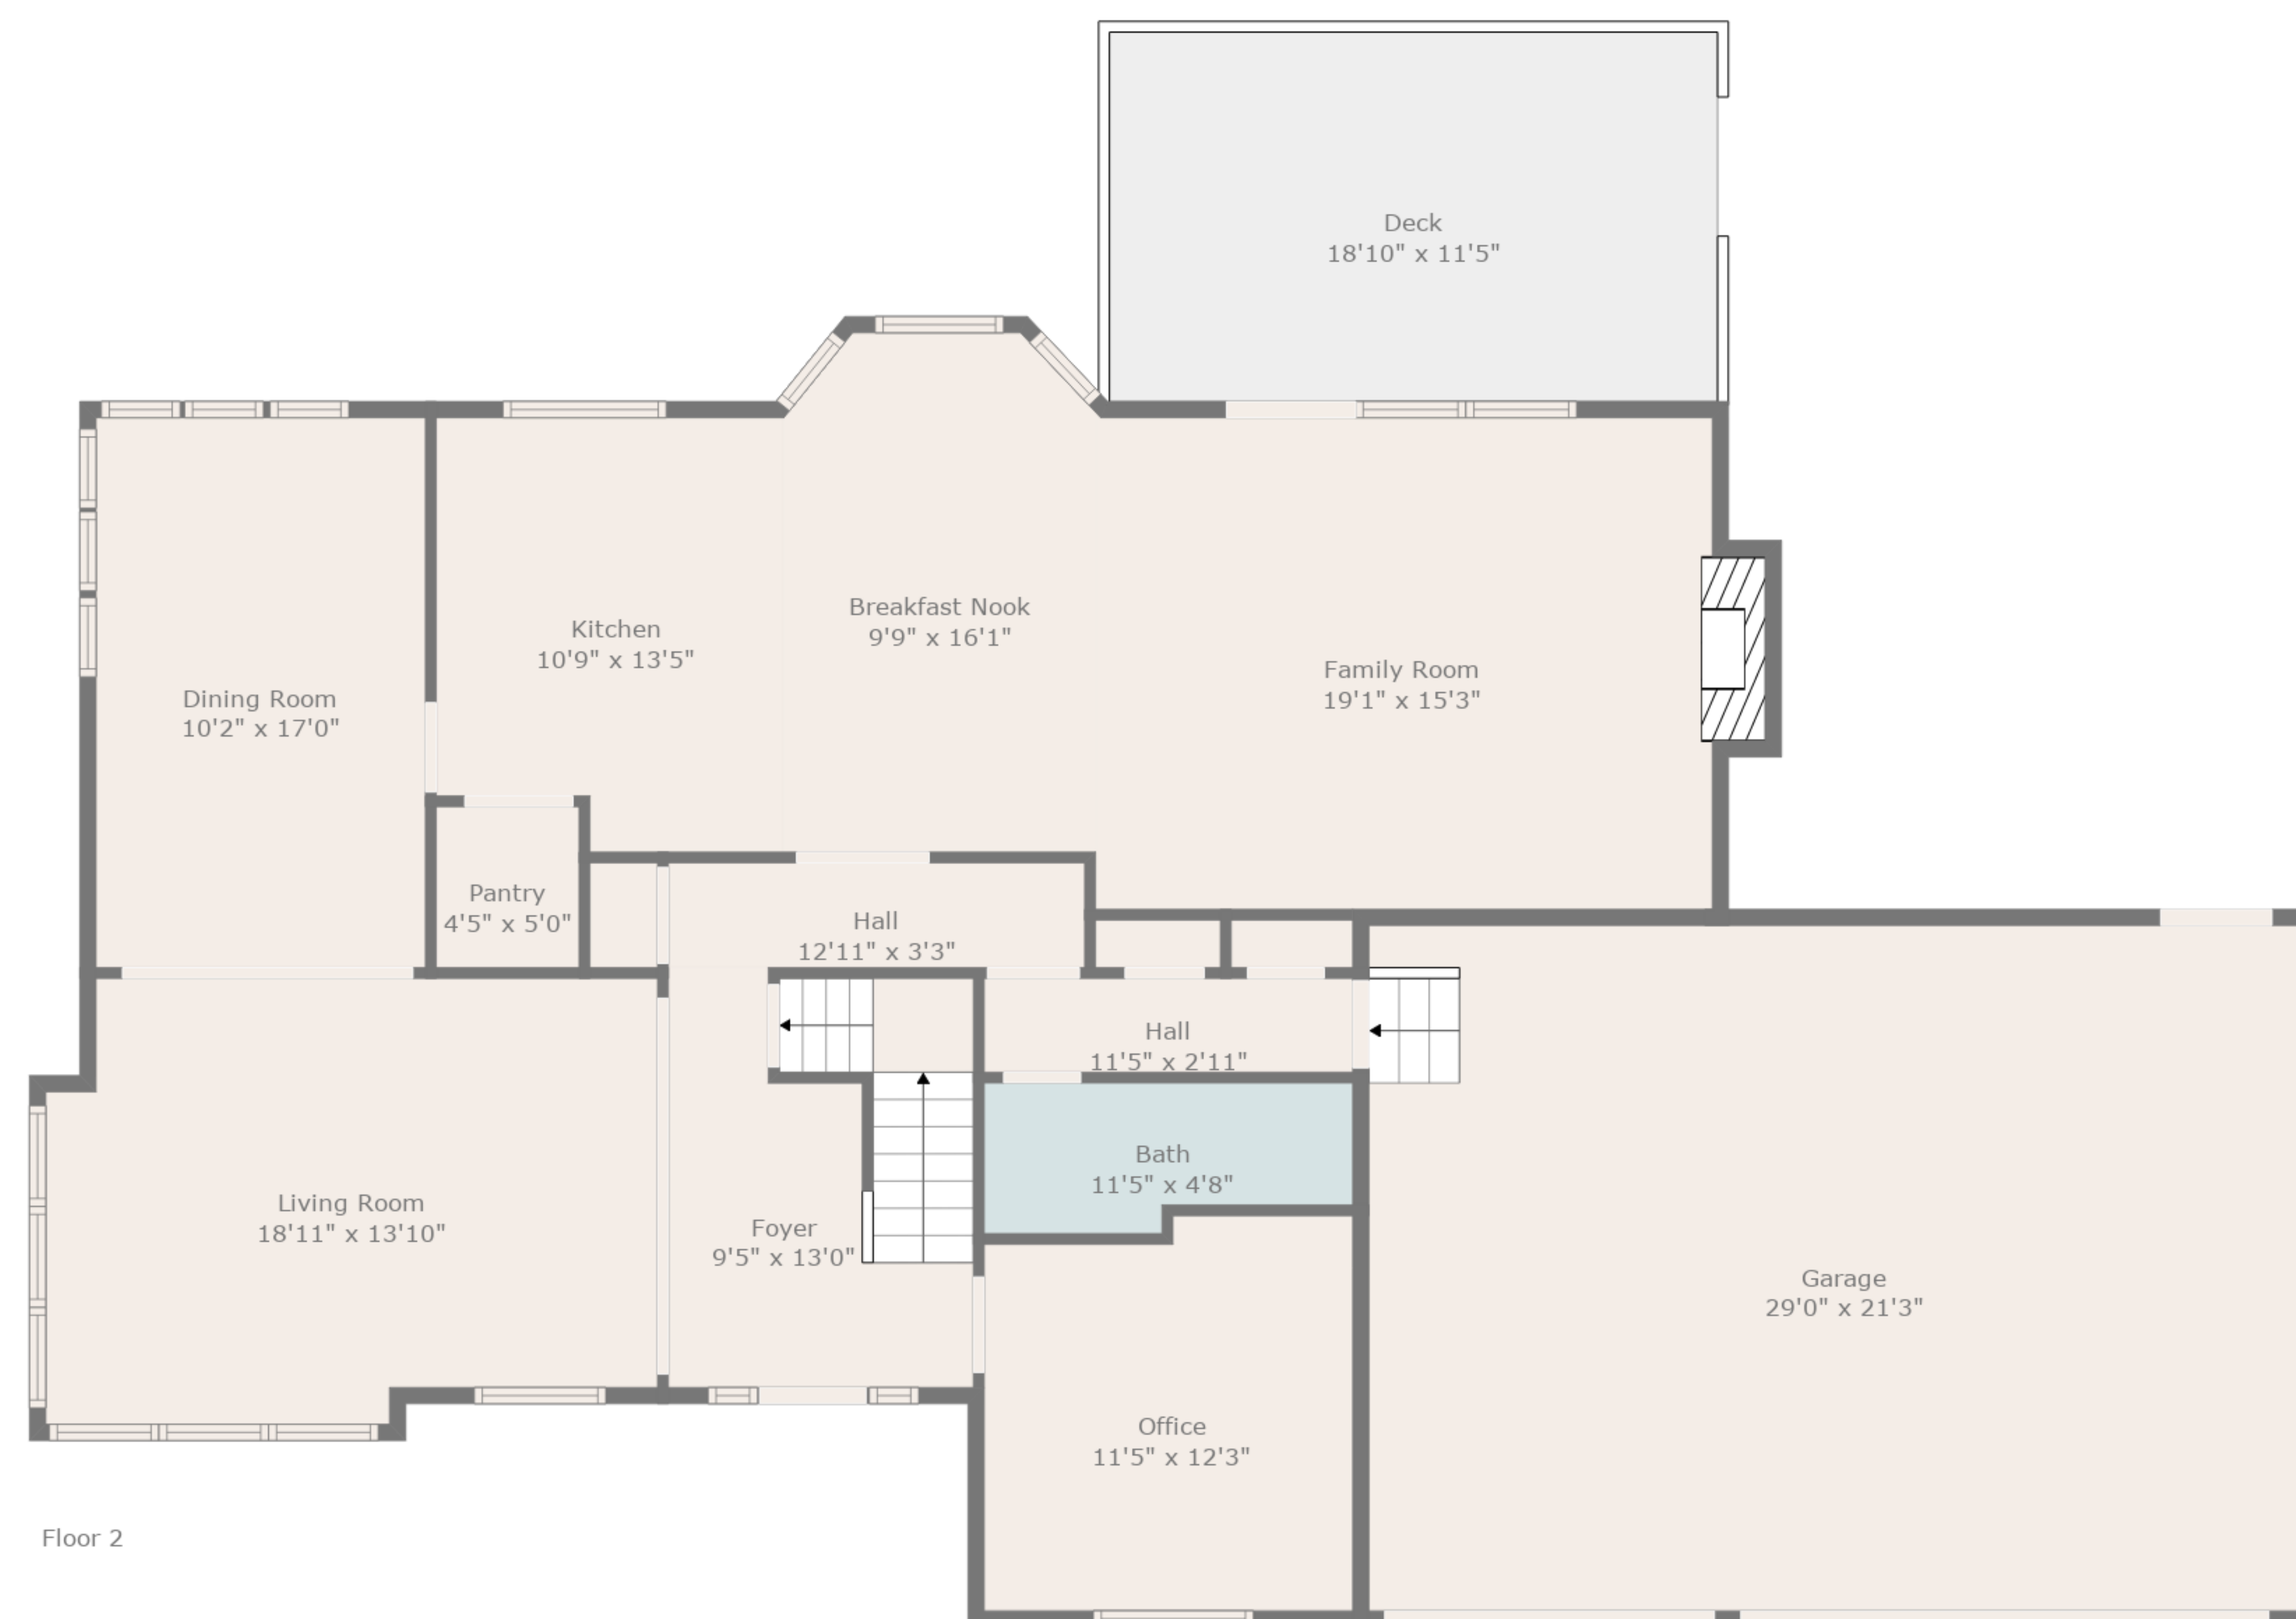 Deck
18'10" x 11'5"
Breakfast Nook
9'9" x 16'1"
Kitchen
10'9" x 13'5"
Family Room
19'1" x 15'3"
Dining Room
10'2" x 17'0"
Pantry
4'5" x 5'0"
Hall
12'11" x 3'3"
Hall
11'5" x 2'11"
Bath
11'5" x 4'8"
Living Room
18'11" x 13'10"
Foyer
9'5" x 13'0"
Garage
29'0" x 21'3"
Office
11'5" x 12'3"
Floor 2